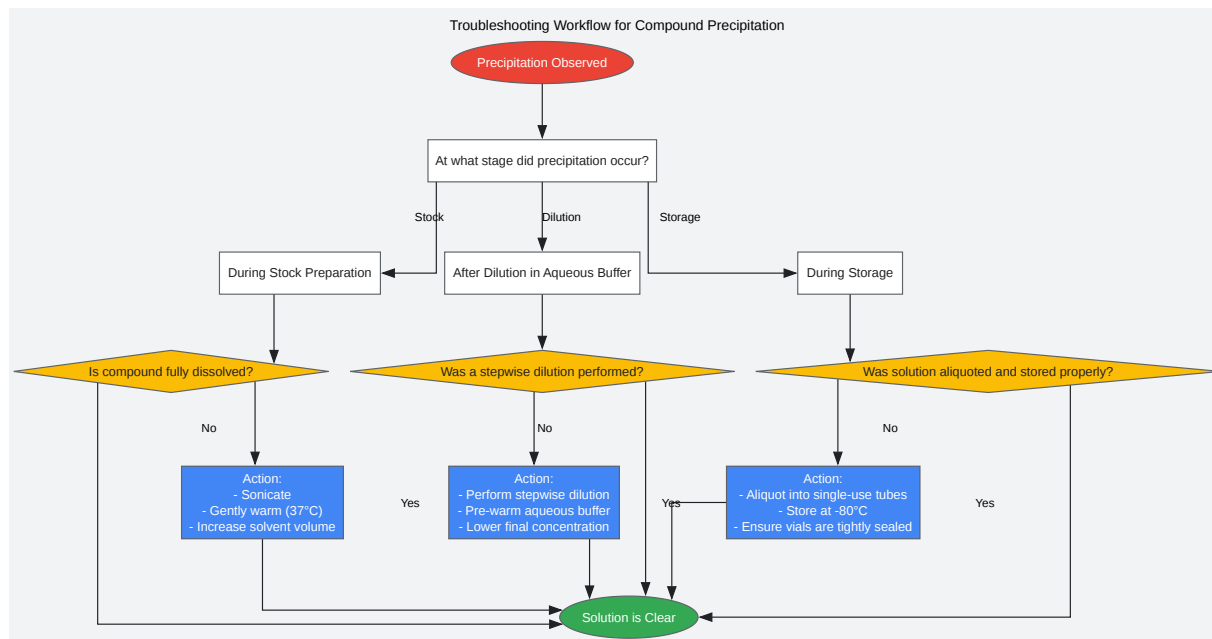 Troubleshooting Workflow for Compound Precipitation
Precipitation Observed
At what stage did precipitation occur?
Stock
Dilution
Storage
During Stock Preparation
After Dilution in Aqueous Buffer
During Storage
Is compound fully dissolved?
Was a stepwise dilution performed?
Was solution aliquoted and stored properly?
No
No
No
Action:
- Sonicate
- Gently warm (37°C)
- Increase solvent volume
Yes
Action:
- Perform stepwise dilution
- Pre-warm aqueous buffer
- Lower final concentration
Yes
Action:
- Aliquot into single-use tubes
- Store at -80°C
- Ensure vials are tightly sealed
Yes
Solution is Clear